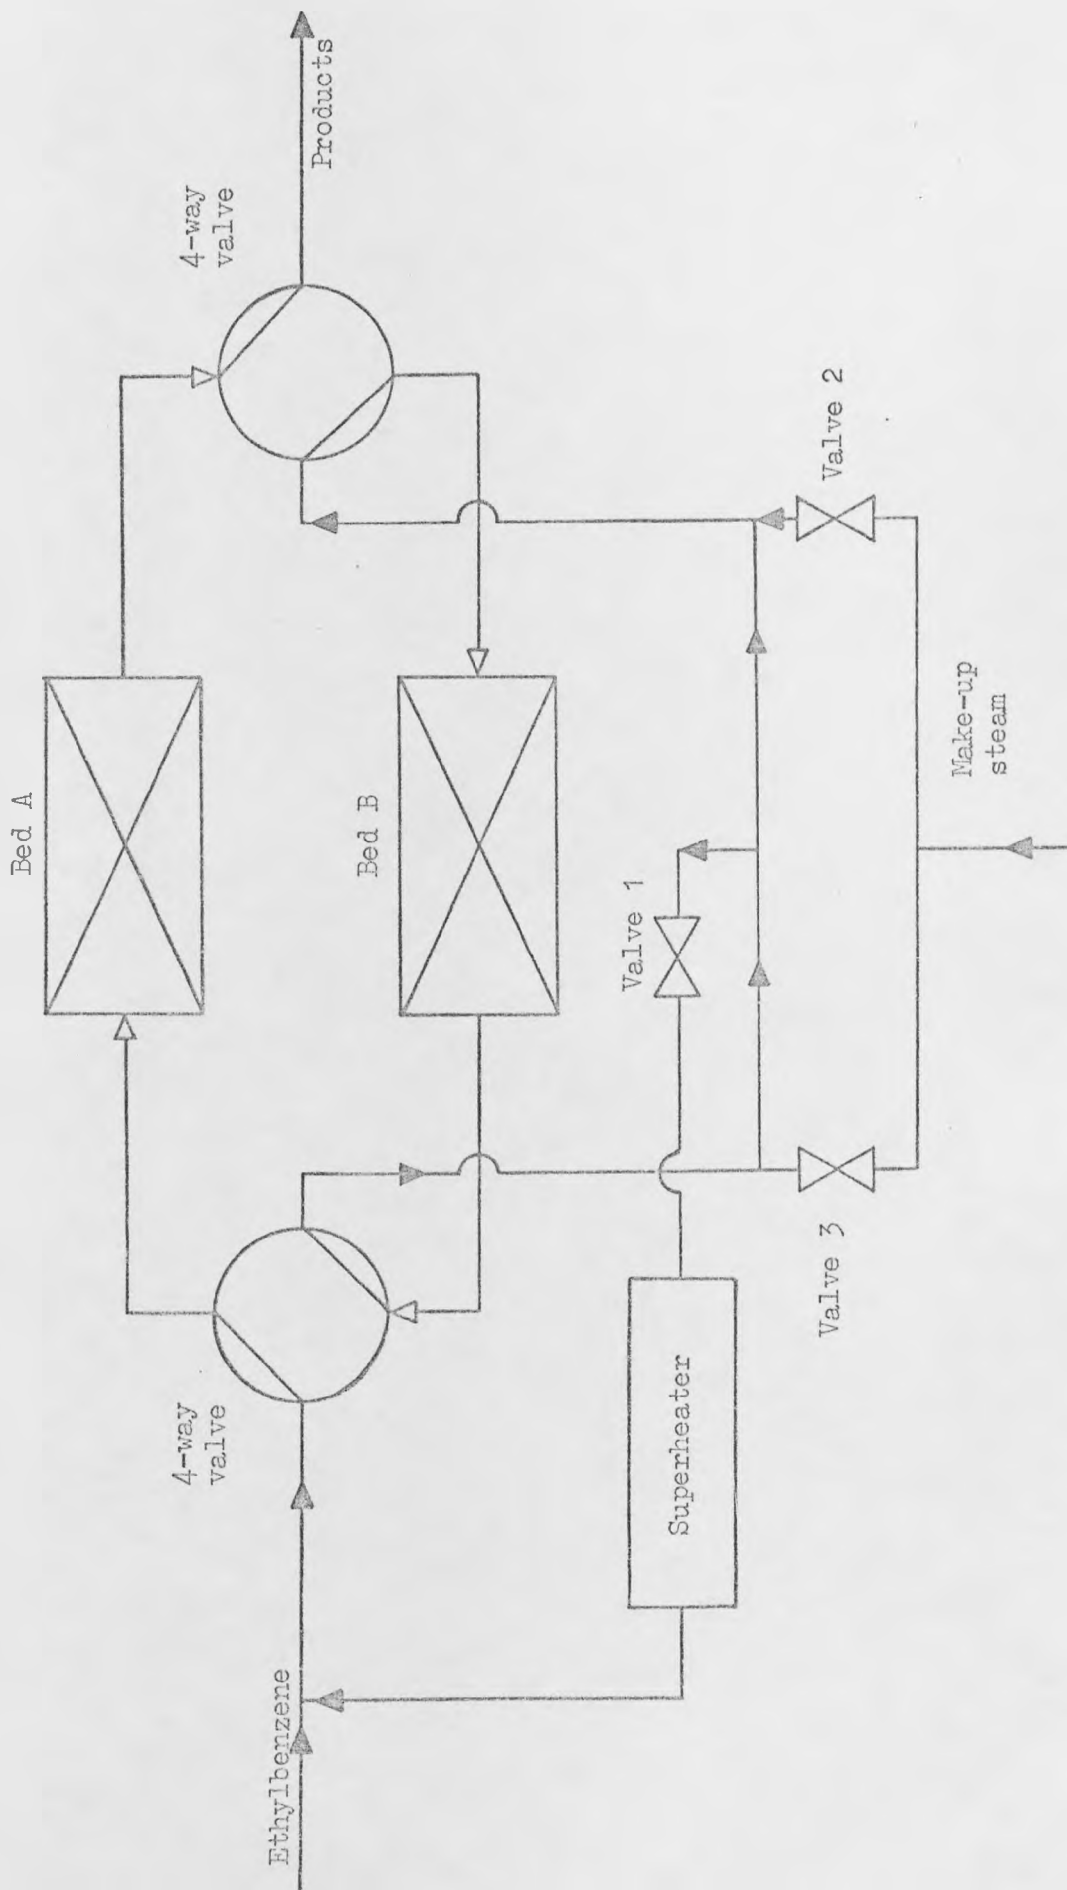 4-way
valve
Products
Bed A
Bed B
Valve 1
Valve 2
Make-up
steam
Valve 3
4-way
valve
Superheater
Ethylbenzene